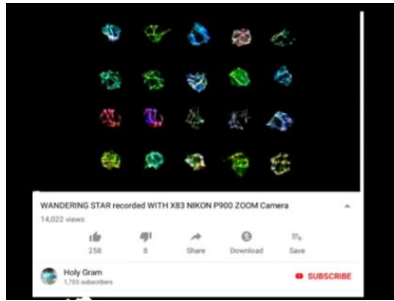 WANDERING STAR recorded WITH X83 NIKON P900 ZOOM Camera
14,022 views
258 8 Share Download Save
Holy Gram
1,703 subscribers
SUBSCRIBE